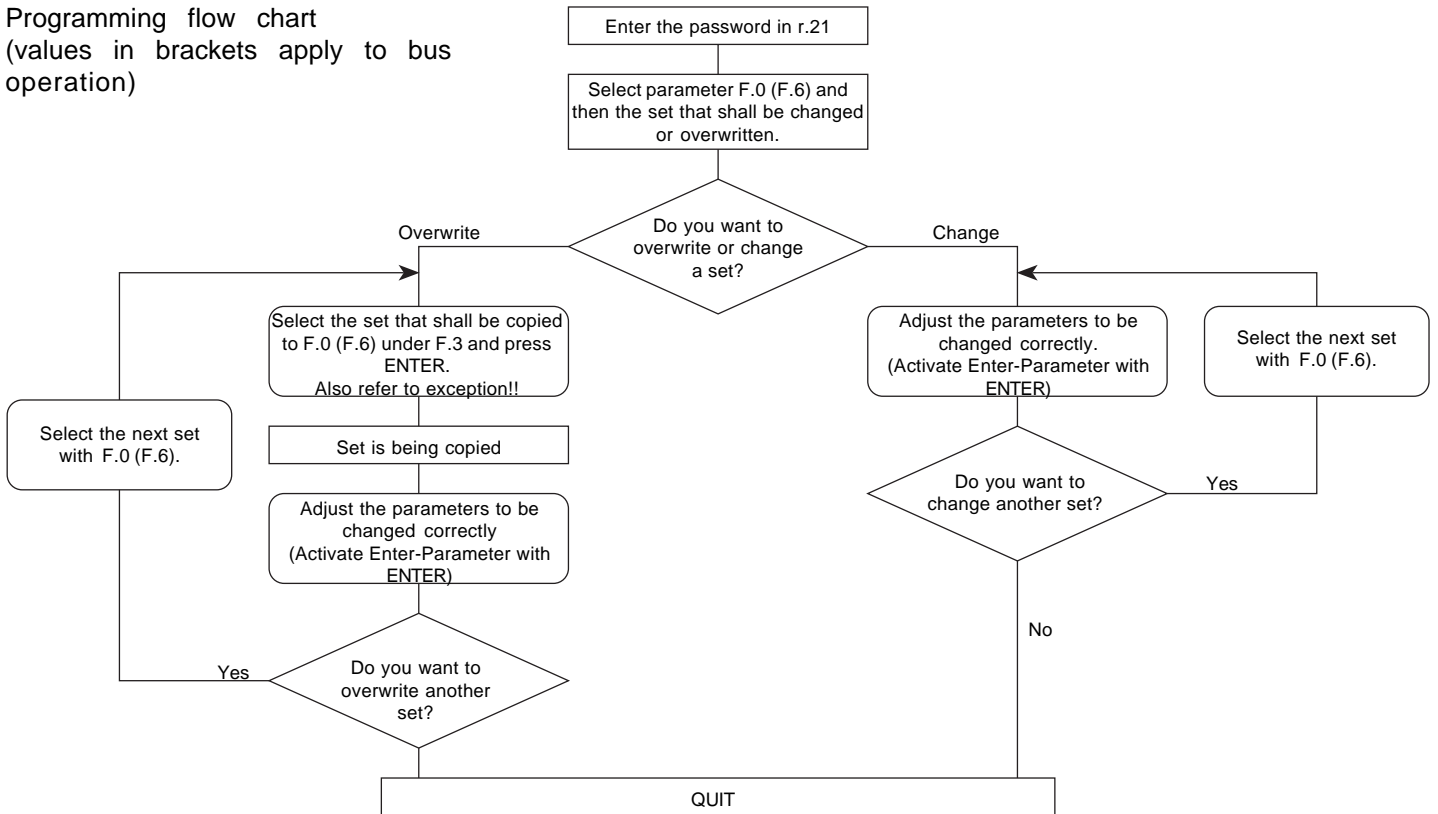 Programming flow chart
(values in brackets apply to bus
operation)
Enter the password in r.21
Select parameter F.0 (F.6) and
then the set that shall be changed
or overwritten.
Do you want to
overwrite or change
a set?
Overwrite
Change
Select the set that shall be copied
to F.0 (F.6) under F.3 and press
ENTER.
Also refer to exception!!
Select the next set
with F.0 (F.6).
Set is being copied
Adjust the parameters to be
changed correctly
(Activate Enter-Parameter with
ENTER)
Do you want to
overwrite another
set?
Yes
Adjust the parameters to be
changed correctly.
(Activate Enter-Parameter with
ENTER)
Select the next set
with F.0 (F.6).
Do you want to
change another set?
Yes
No
QUIT